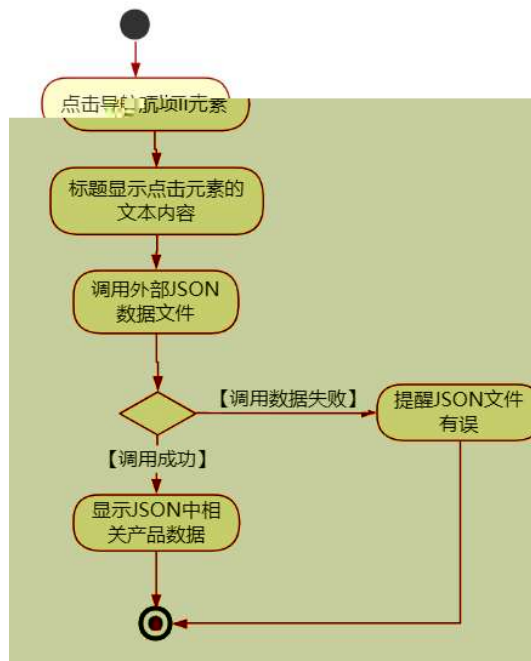 点击导航项li元素
标题显示点击元素的
文本内容
调用外部JSON
数据文件
【调用数据失败】
提醒JSON文件
有误
【调用成功】
显示JSON中相
关产品数据